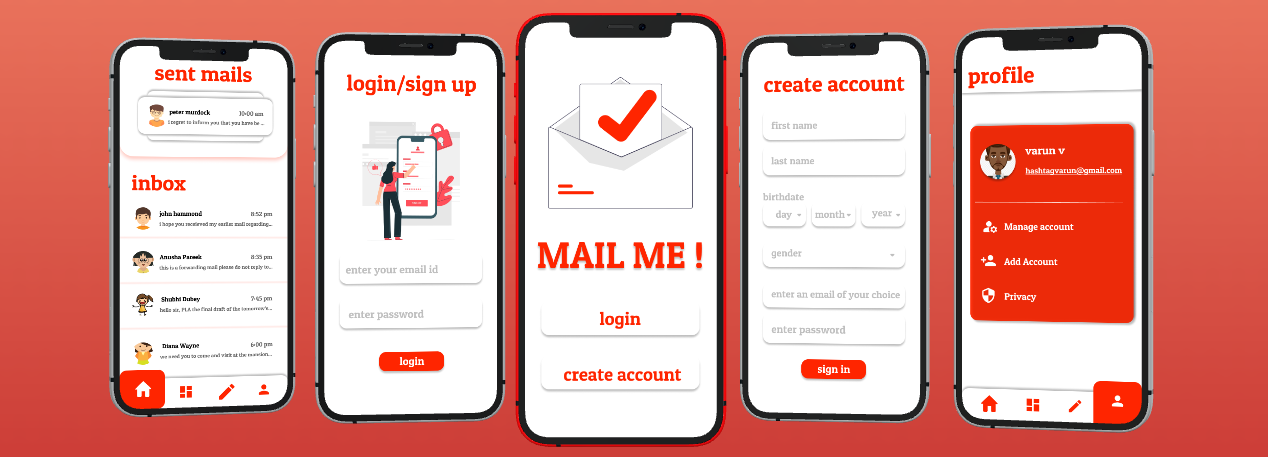 sent mails
peter murdock 10:00 am
I regret to inform you that you have be ...
inbox
john hammond 8:52 pm
I hope you recieved my earlier mail regarding...
Anusha Pareek 8:35 pm
this is a forwarding mail please do not reply to...
Shubhi Dubey 7:45 pm
hello sir, PLA the final draft of the tomorrow's...
Diana Wayne 6:00 pm
we need you to come and visit at the mansion...
login/sign up
enter your email id
enter password
login
MAIL ME !
login
create account
create account
first name
last name
birthdate
day month year
gender
enter an email of your choice
enter password
sign in
profile
varun v
hashtagvarun@gmail.com
Manage account
Add Account
Privacy